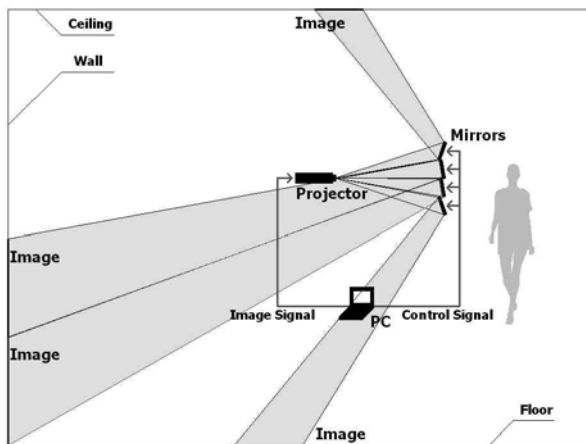 Ceiling
Image
Wall
Mirrors
Projector
Image
Image Signal
PC
Control Signal
Image
Image
Floor